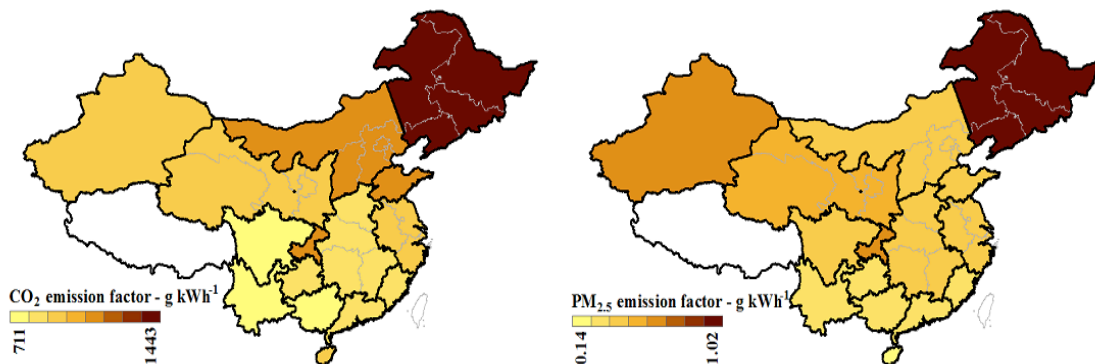 CO₂ emission factor - g kWh⁻¹
711
1443
PM₂.₅ emission factor - g kWh⁻¹
0.14
1.02